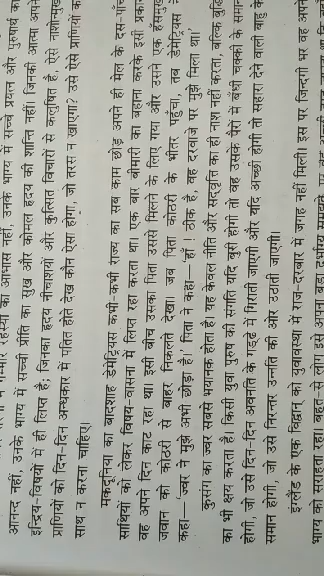 आनन्द नहीं, उनके भाग्य में सच्ची प्रीति का सुख और कोमल हृदय की शान्ति नहीं। जिनकी आत्मा अपने
इन्द्रिय-विषयों में ही लिप्त है; जिनका हृदय नीचाशयों और कुत्सित विचारों से कलुषित है, ऐसे
प्राणियों को दिन-दिन अन्धकार में पतित होते देख कौन ऐसा होगा, जो तरस न खाएगा? उसे ऐसे प्राणियों का
साथ न करना चाहिए।
मकदूनिया का बादशाह डेमेट्रियस कभी-कभी राज्य का सब काम छोड़ अपने ही मेल के दस-पाँच
साथियों को लेकर विषय-वासना में लिप्त रहा करता था। एक बार बीमारी का बहाना करके इसी प्रकार
वह अपने दिन काट रहा था। इसी बीच उसका पिता उससे मिलने के लिए गया और उसने एक हँसमुख
जवान को कोठरी से बाहर निकलते देखा। जब पिता कोठरी के भीतर पहुँचा, तब डेमेट्रियस ने
कहा— ज्वर ने मुझे अभी छोड़ा है। पिता ने कहा— हाँ ! ठीक है, वह दरवाजे पर मुझे मिला था।'
कुसंग का ज्वर सबसे भयानक होता है। वह केवल नीति और सद्वृत्ति का ही नाश नहीं करता, बल्कि बुद्धि
का भी क्षय करता है। किसी युवा पुरुष की संगति यदि बुरी होगी तो वह उसके पैरों में बँधी चक्की के समान
होगी, जो उसे दिन-दिन अवनति के गड्ढे में गिराती जाएगी और यदि अच्छी होगी तो सहारा देने वाली बाहु के
समान होगी, जो उसे निरन्तर उन्नति की ओर उठाती जाएगी।
इंग्लैंड के एक विद्वान् को युवावस्था में राज-दरबार में जगह नहीं मिली। इस पर जिन्दगी भर वह अपने
भाग्य को सराहता रहा। बहुत-से लोग इसे अपना बड़ा दुर्भाग्य समझते